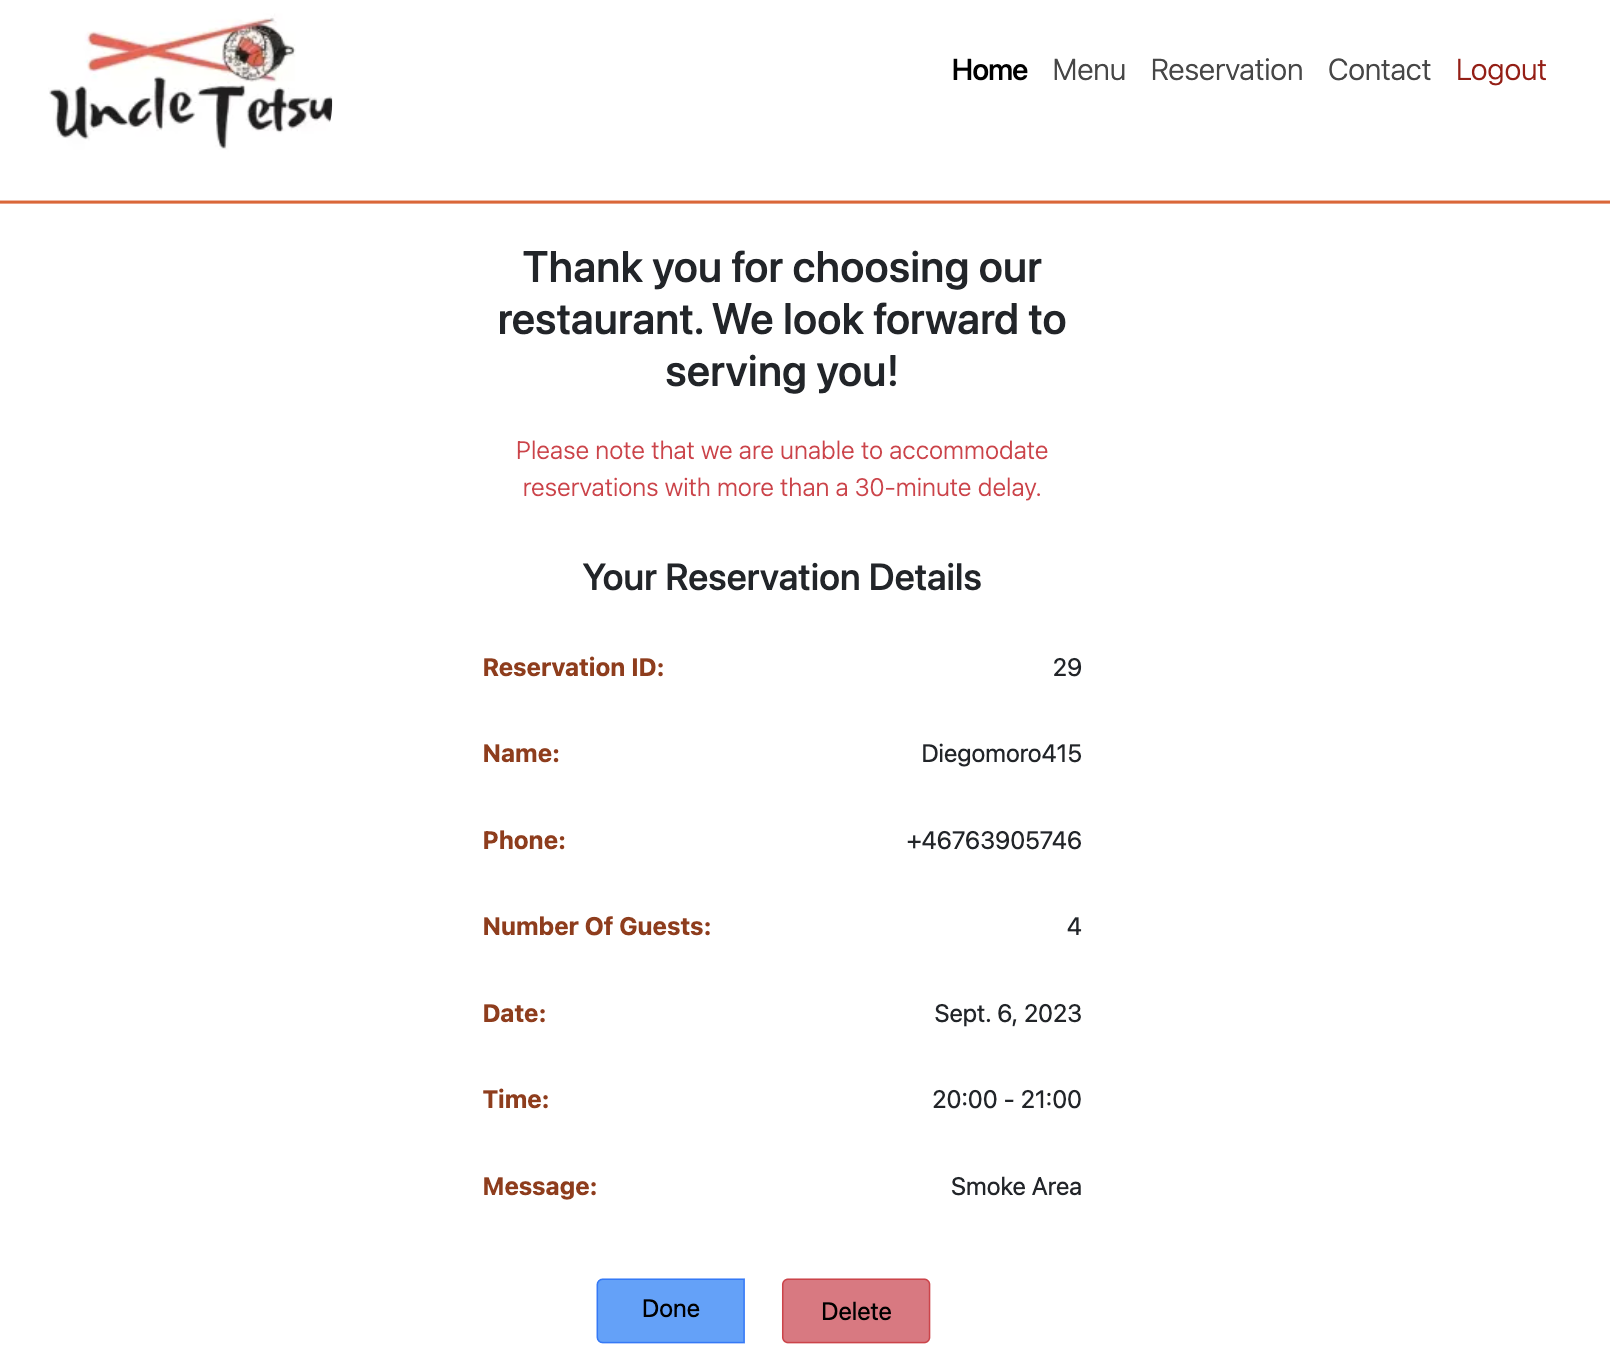 Uncle Tetsu
Home Menu Reservation Contact Logout
Thank you for choosing our
restaurant. We look forward to
serving you!
Please note that we are unable to accommodate
reservations with more than a 30-minute delay.
Your Reservation Details
Reservation ID: 29
Name: Diegomoro415
Phone: +46763905746
Number Of Guests: 4
Date: Sept. 6, 2023
Time: 20:00 - 21:00
Message: Smoke Area
Done Delete